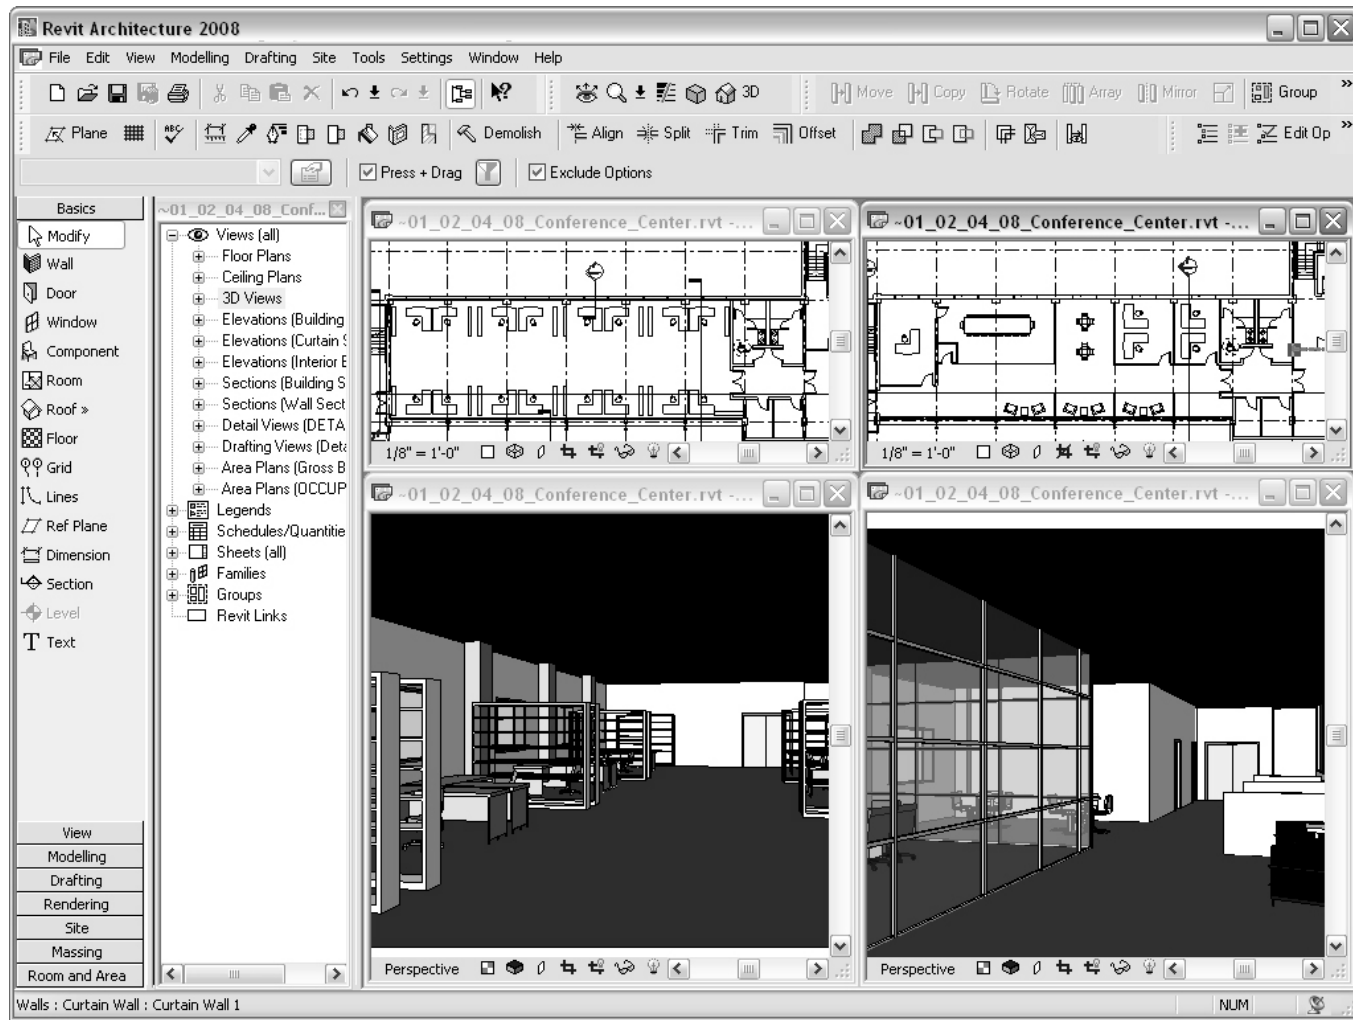 Revit Architecture 2008
File Edit View Modelling Drafting Site Tools Settings Window Help
3D Move Copy Rotate Array Mirror Group »
Plane ABC Demolish Align Split Trim Offset Edit Op »
Press + Drag Exclude Options
Basics
Modify
Wall
Door
Window
Component
Room
Roof »
Floor
Grid
Lines
Ref Plane
Dimension
Section
Level
Text
View
Modelling
Drafting
Rendering
Site
Massing
Room and Area
~01_02_04_08_Conf...
Views (all)
Floor Plans
Ceiling Plans
3D Views
Elevations (Building
Elevations (Curtain S
Elevations (Interior E
Sections (Building S
Sections (Wall Sect
Detail Views (DETA
Drafting Views (Deta
Area Plans (Gross B
Area Plans (OCCUP
Legends
Schedules/Quantitie
Sheets (all)
Families
Groups
Revit Links
~01_02_04_08_Conference_Center.rvt -...
1/8" = 1'-0"
~01_02_04_08_Conference_Center.rvt -...
1/8" = 1'-0"
~01_02_04_08_Conference_Center.rvt -...
Perspective
~01_02_04_08_Conference_Center.rvt -...
Perspective
Walls : Curtain Wall : Curtain Wall 1
NUM